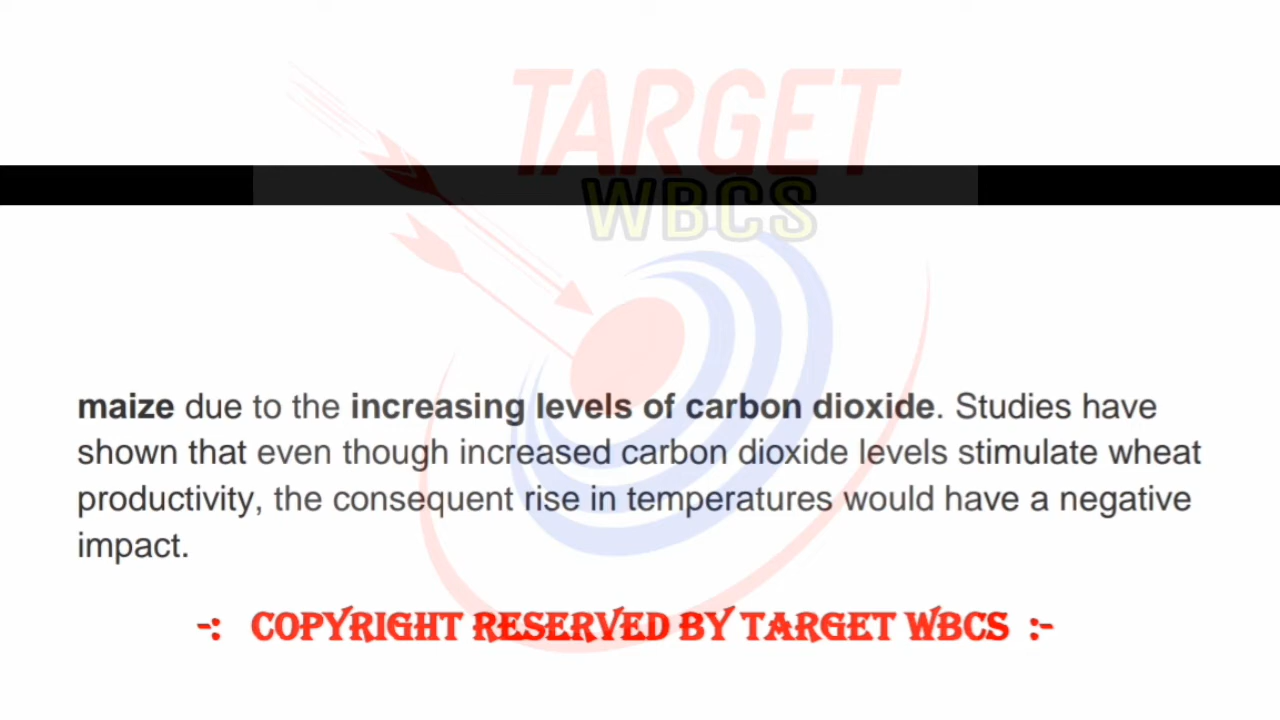 TARGET
WBCS
maize due to the increasing levels of carbon dioxide. Studies have
shown that even though increased carbon dioxide levels stimulate wheat
productivity, the consequent rise in temperatures would have a negative
impact.
-: COPYRIGHT RESERVED BY TARGET WBCS :-